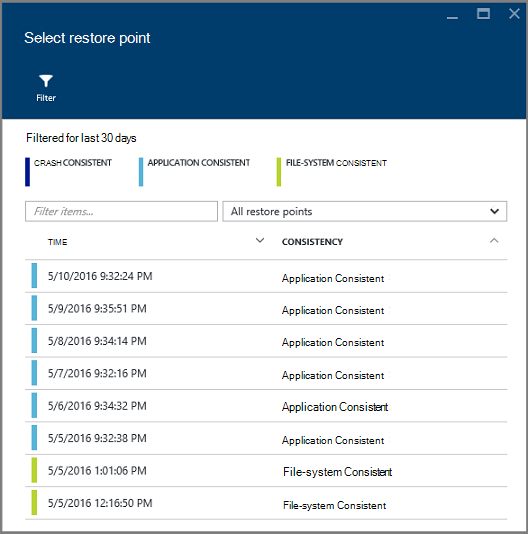 Select restore point
Filter
Filtered for last 30 days
CRASH CONSISTENT APPLICATION CONSISTENT FILE-SYSTEM CONSISTENT
Filter items... All restore points
TIME CONSISTENCY
5/10/2016 9:32:24 PM Application Consistent
5/9/2016 9:35:51 PM Application Consistent
5/8/2016 9:34:14 PM Application Consistent
5/7/2016 9:32:16 PM Application Consistent
5/6/2016 9:34:32 PM Application Consistent
5/5/2016 9:32:38 PM Application Consistent
5/5/2016 1:01:06 PM File-system Consistent
5/5/2016 12:16:50 PM File-system Consistent